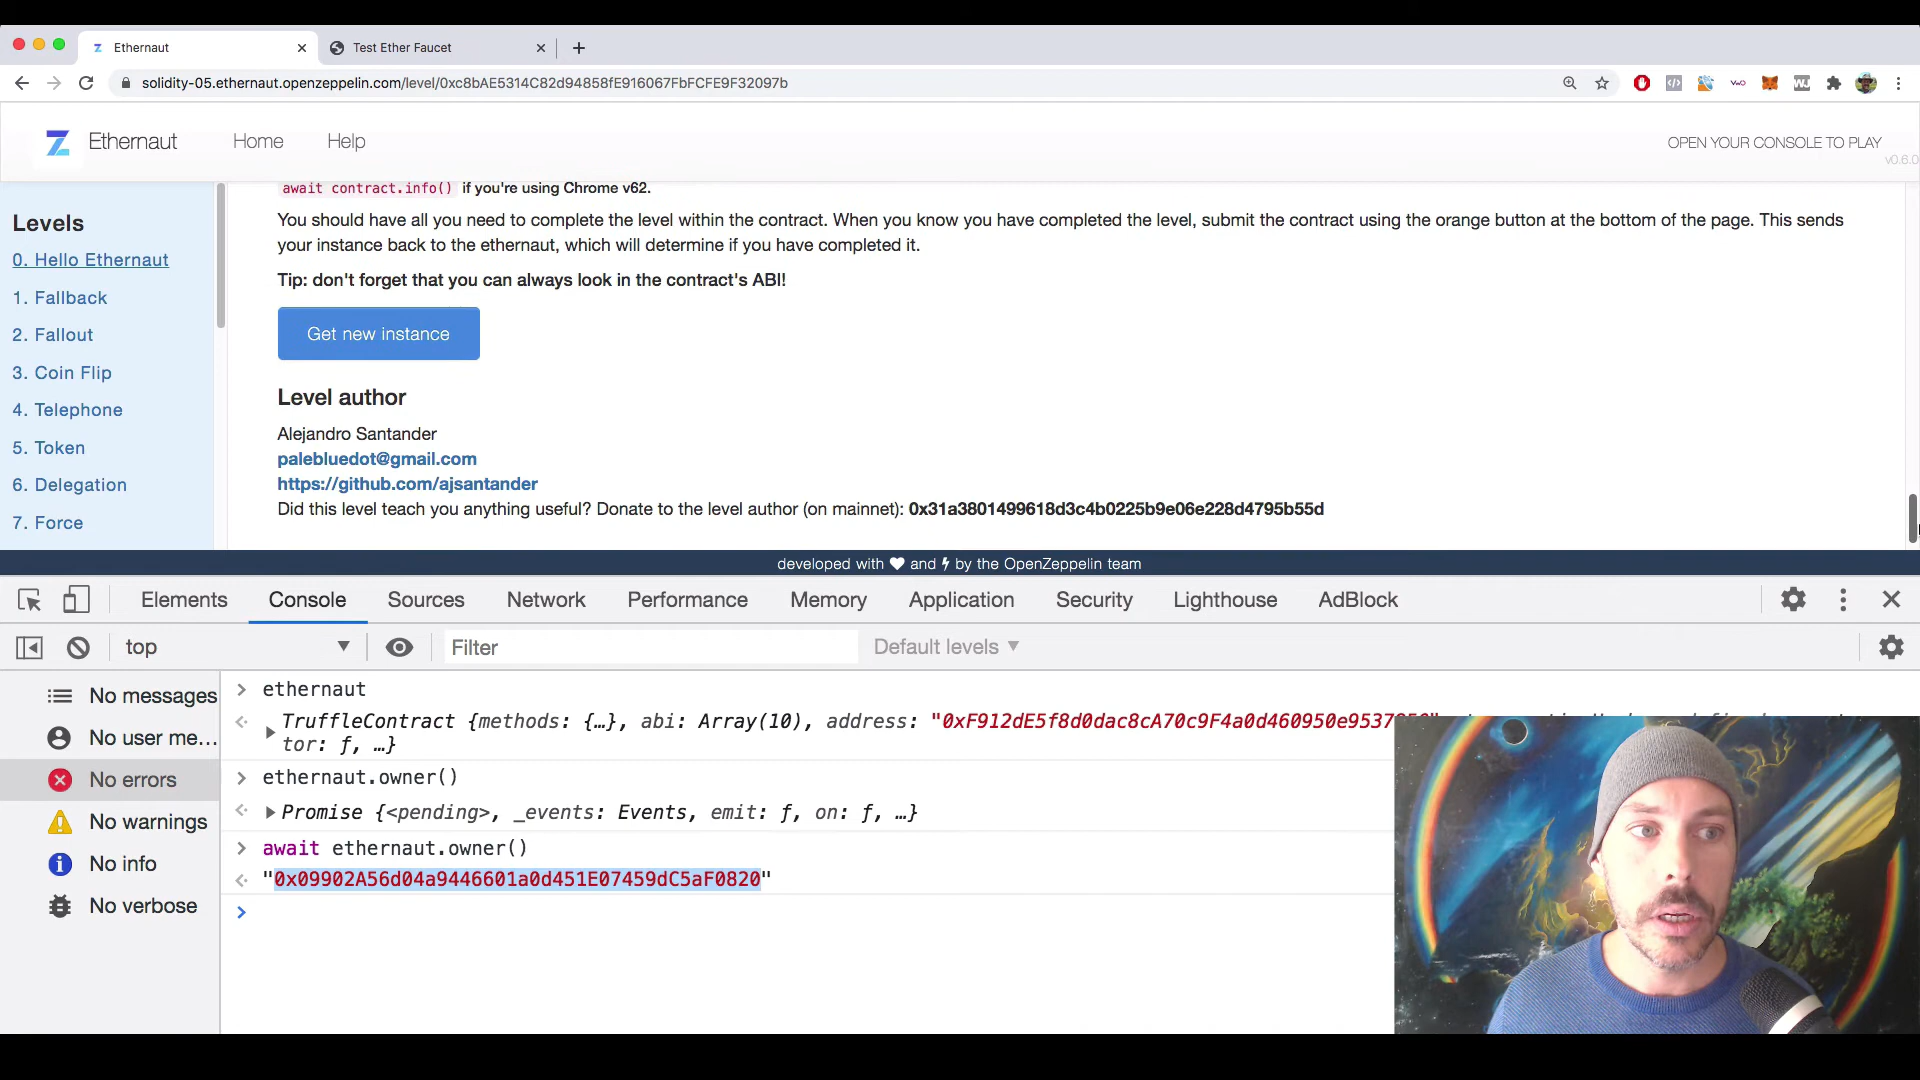 Ethernaut
Test Ether Faucet
solidity-05.ethernaut.openzeppelin.com/level/0xc8bAE5314C82d94858fE916067FbFCFE9F32097b
Ethernaut
Home
Help
OPEN YOUR CONSOLE TO PLAY
v0.6.0
Levels
0. Hello Ethernaut
1. Fallback
2. Fallout
3. Coin Flip
4. Telephone
5. Token
6. Delegation
7. Force
await contract.info() if you're using Chrome v62.
You should have all you need to complete the level within the contract. When you know you have completed the level, submit the contract using the orange button at the bottom of the page. This sends
your instance back to the ethernaut, which will determine if you have completed it.
Tip: don't forget that you can always look in the contract's ABI!
Get new instance
Level author
Alejandro Santander
palebluedot@gmail.com
https://github.com/ajsantander
Did this level teach you anything useful? Donate to the level author (on mainnet): 0x31a3801499618d3c4b0225b9e06e228d4795b55d
developed with ♥ and by the OpenZeppelin team
Elements
Console
Sources
Network
Performance
Memory
Application
Security
Lighthouse
AdBlock
top
Filter
Default levels
No messages
No user me…
No errors
No warnings
No info
No verbose
ethernaut
TruffleContract {methods: {…}, abi: Array(10), address:
tor: ƒ, …}
ethernaut.owner()
Promise {<pending>, _events: Events, emit: ƒ, on: ƒ, …}
await ethernaut.owner()
"0x09902A56d04a9446601a0d451E07459dC5aF0820"